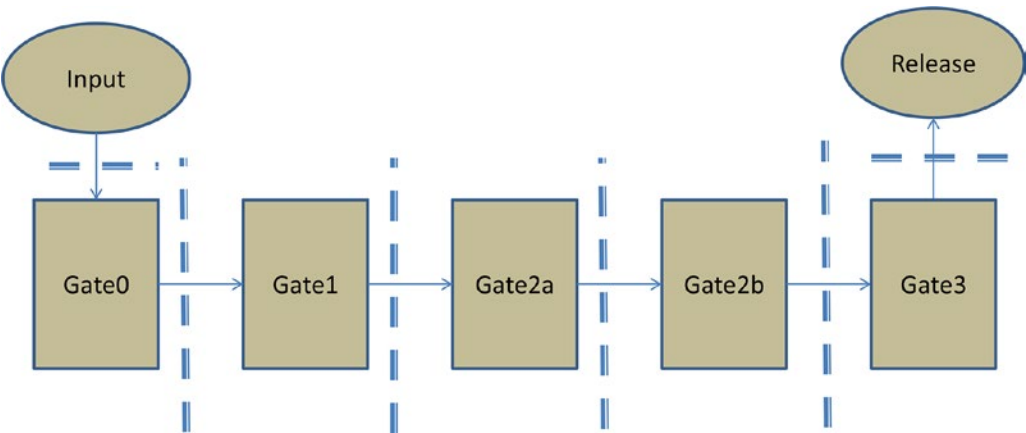 Input
Release
Gate0
Gate1
Gate2a
Gate2b
Gate3